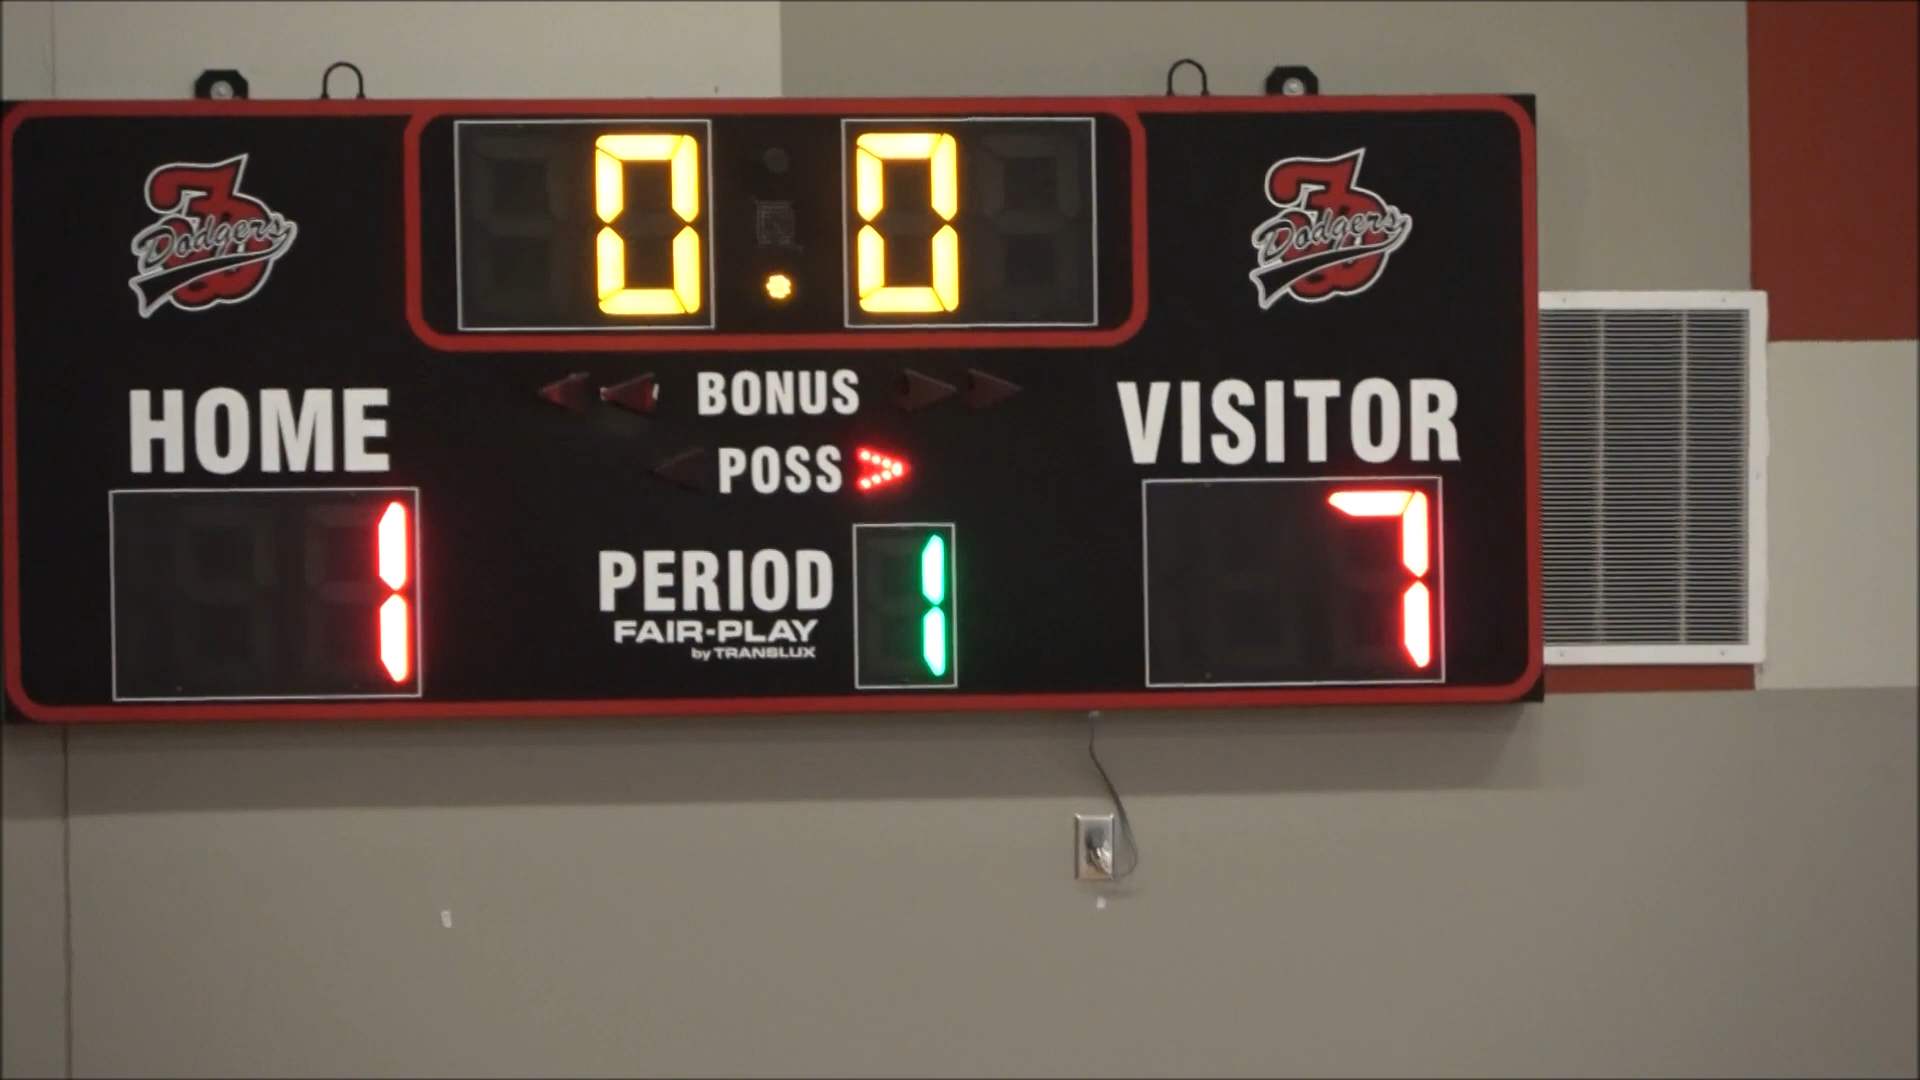 Dodgers
0.0
Dodgers
HOME
BONUS
VISITOR
POSS
1
PERIOD
1
7
FAIR-PLAY
by TRANSLUX